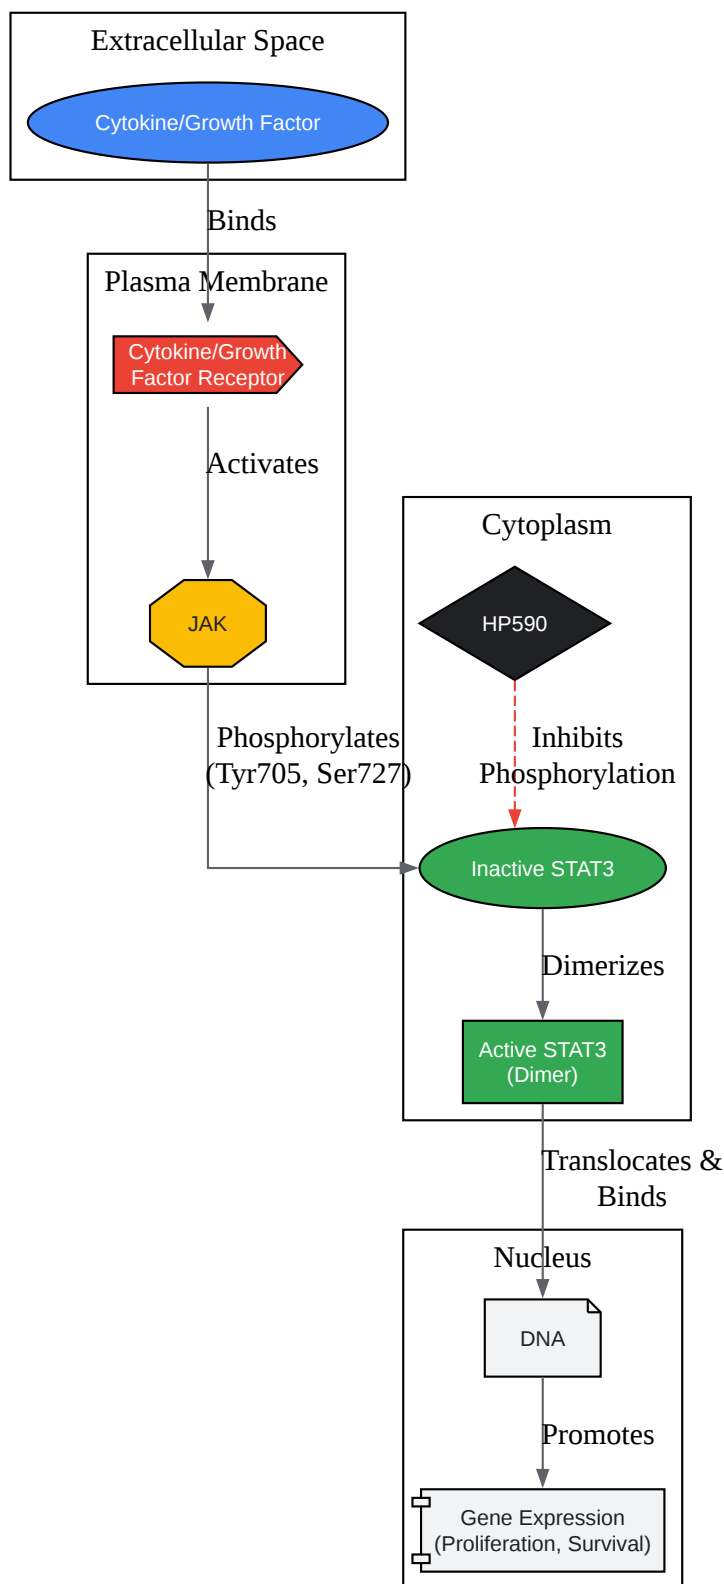 Extracellular Space
Cytokine/Growth Factor
Binds
Plasma Membrane
Cytokine/Growth
Factor Receptor
Activates
Cytoplasm
HP590
JAK
Phosphorylates
(Tyr705, Ser727)
Inhibits
Phosphorylation
Inactive STAT3
Dimerizes
Active STAT3
(Dimer)
Translocates &
Binds
Nucleus
DNA
Promotes
Gene Expression
(Proliferation, Survival)